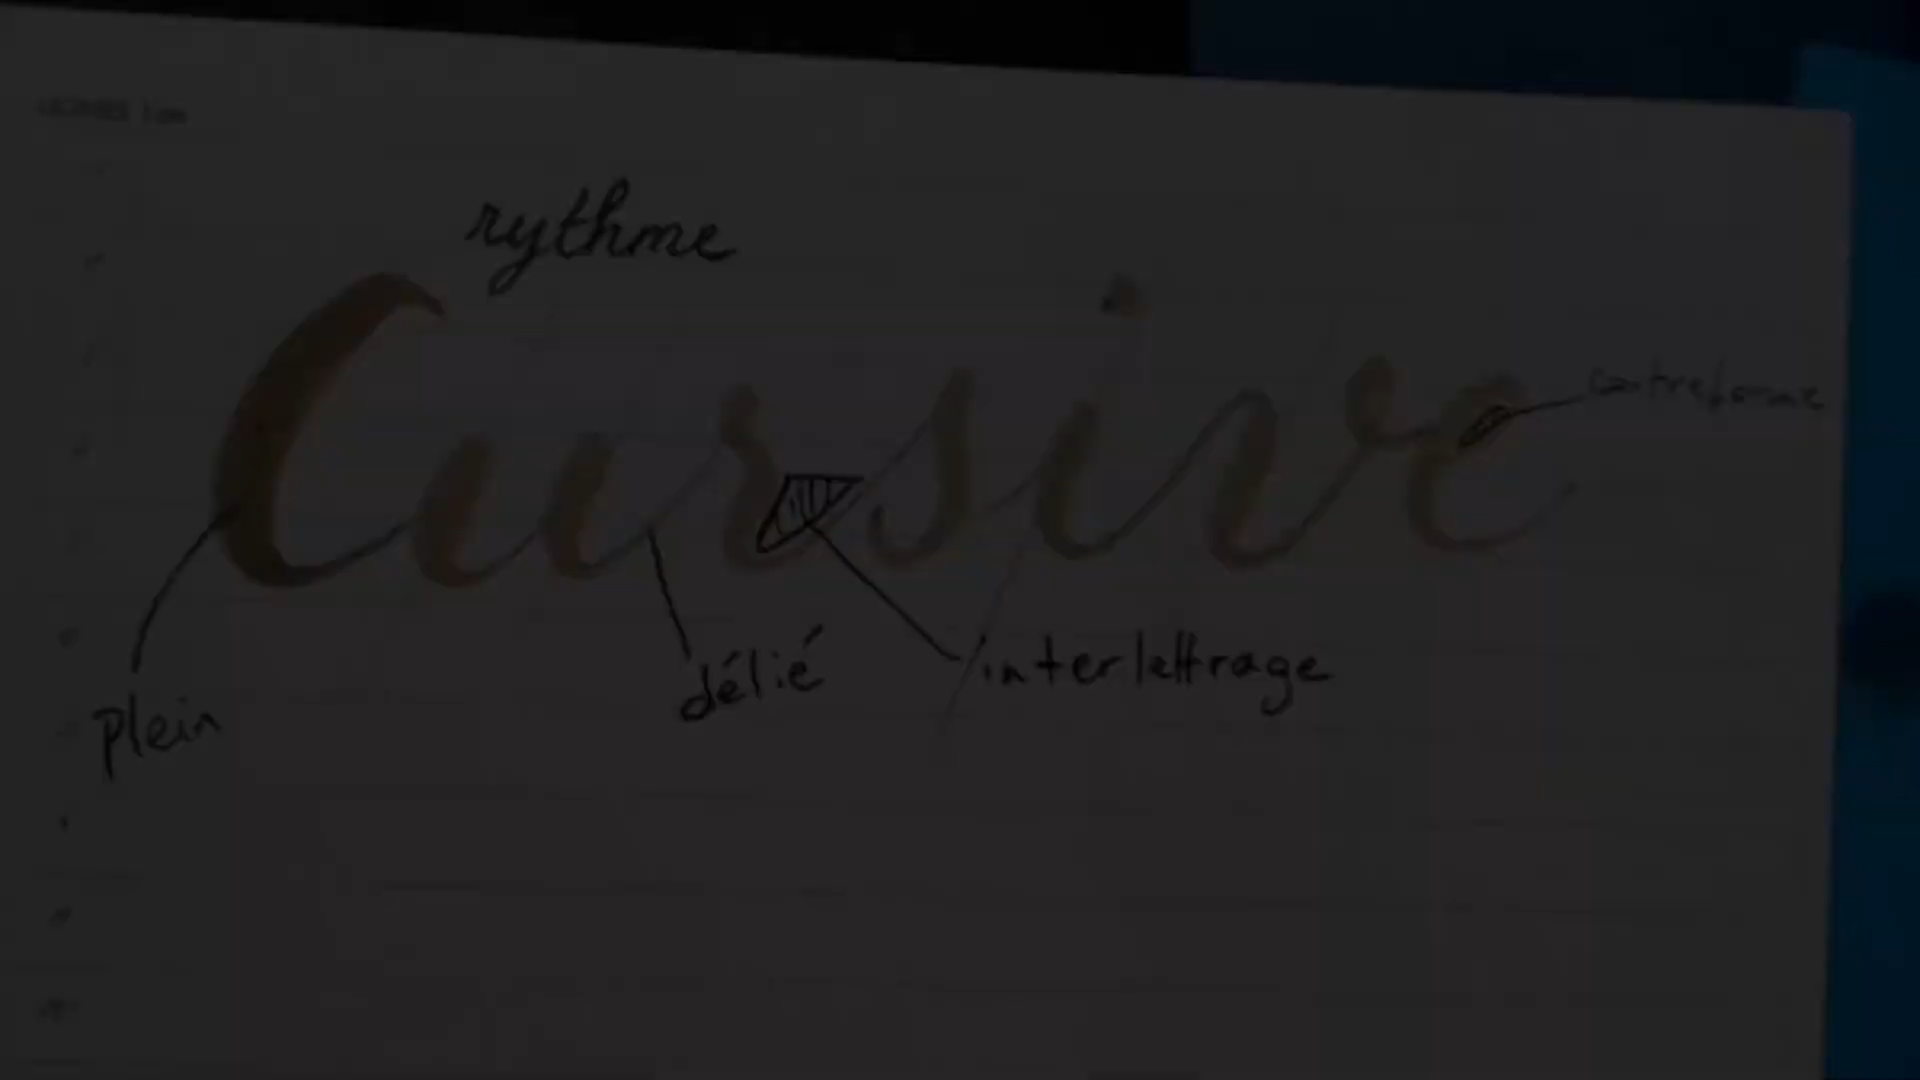 rythme
Cursive
contreforme
délié
interlettrage
plein